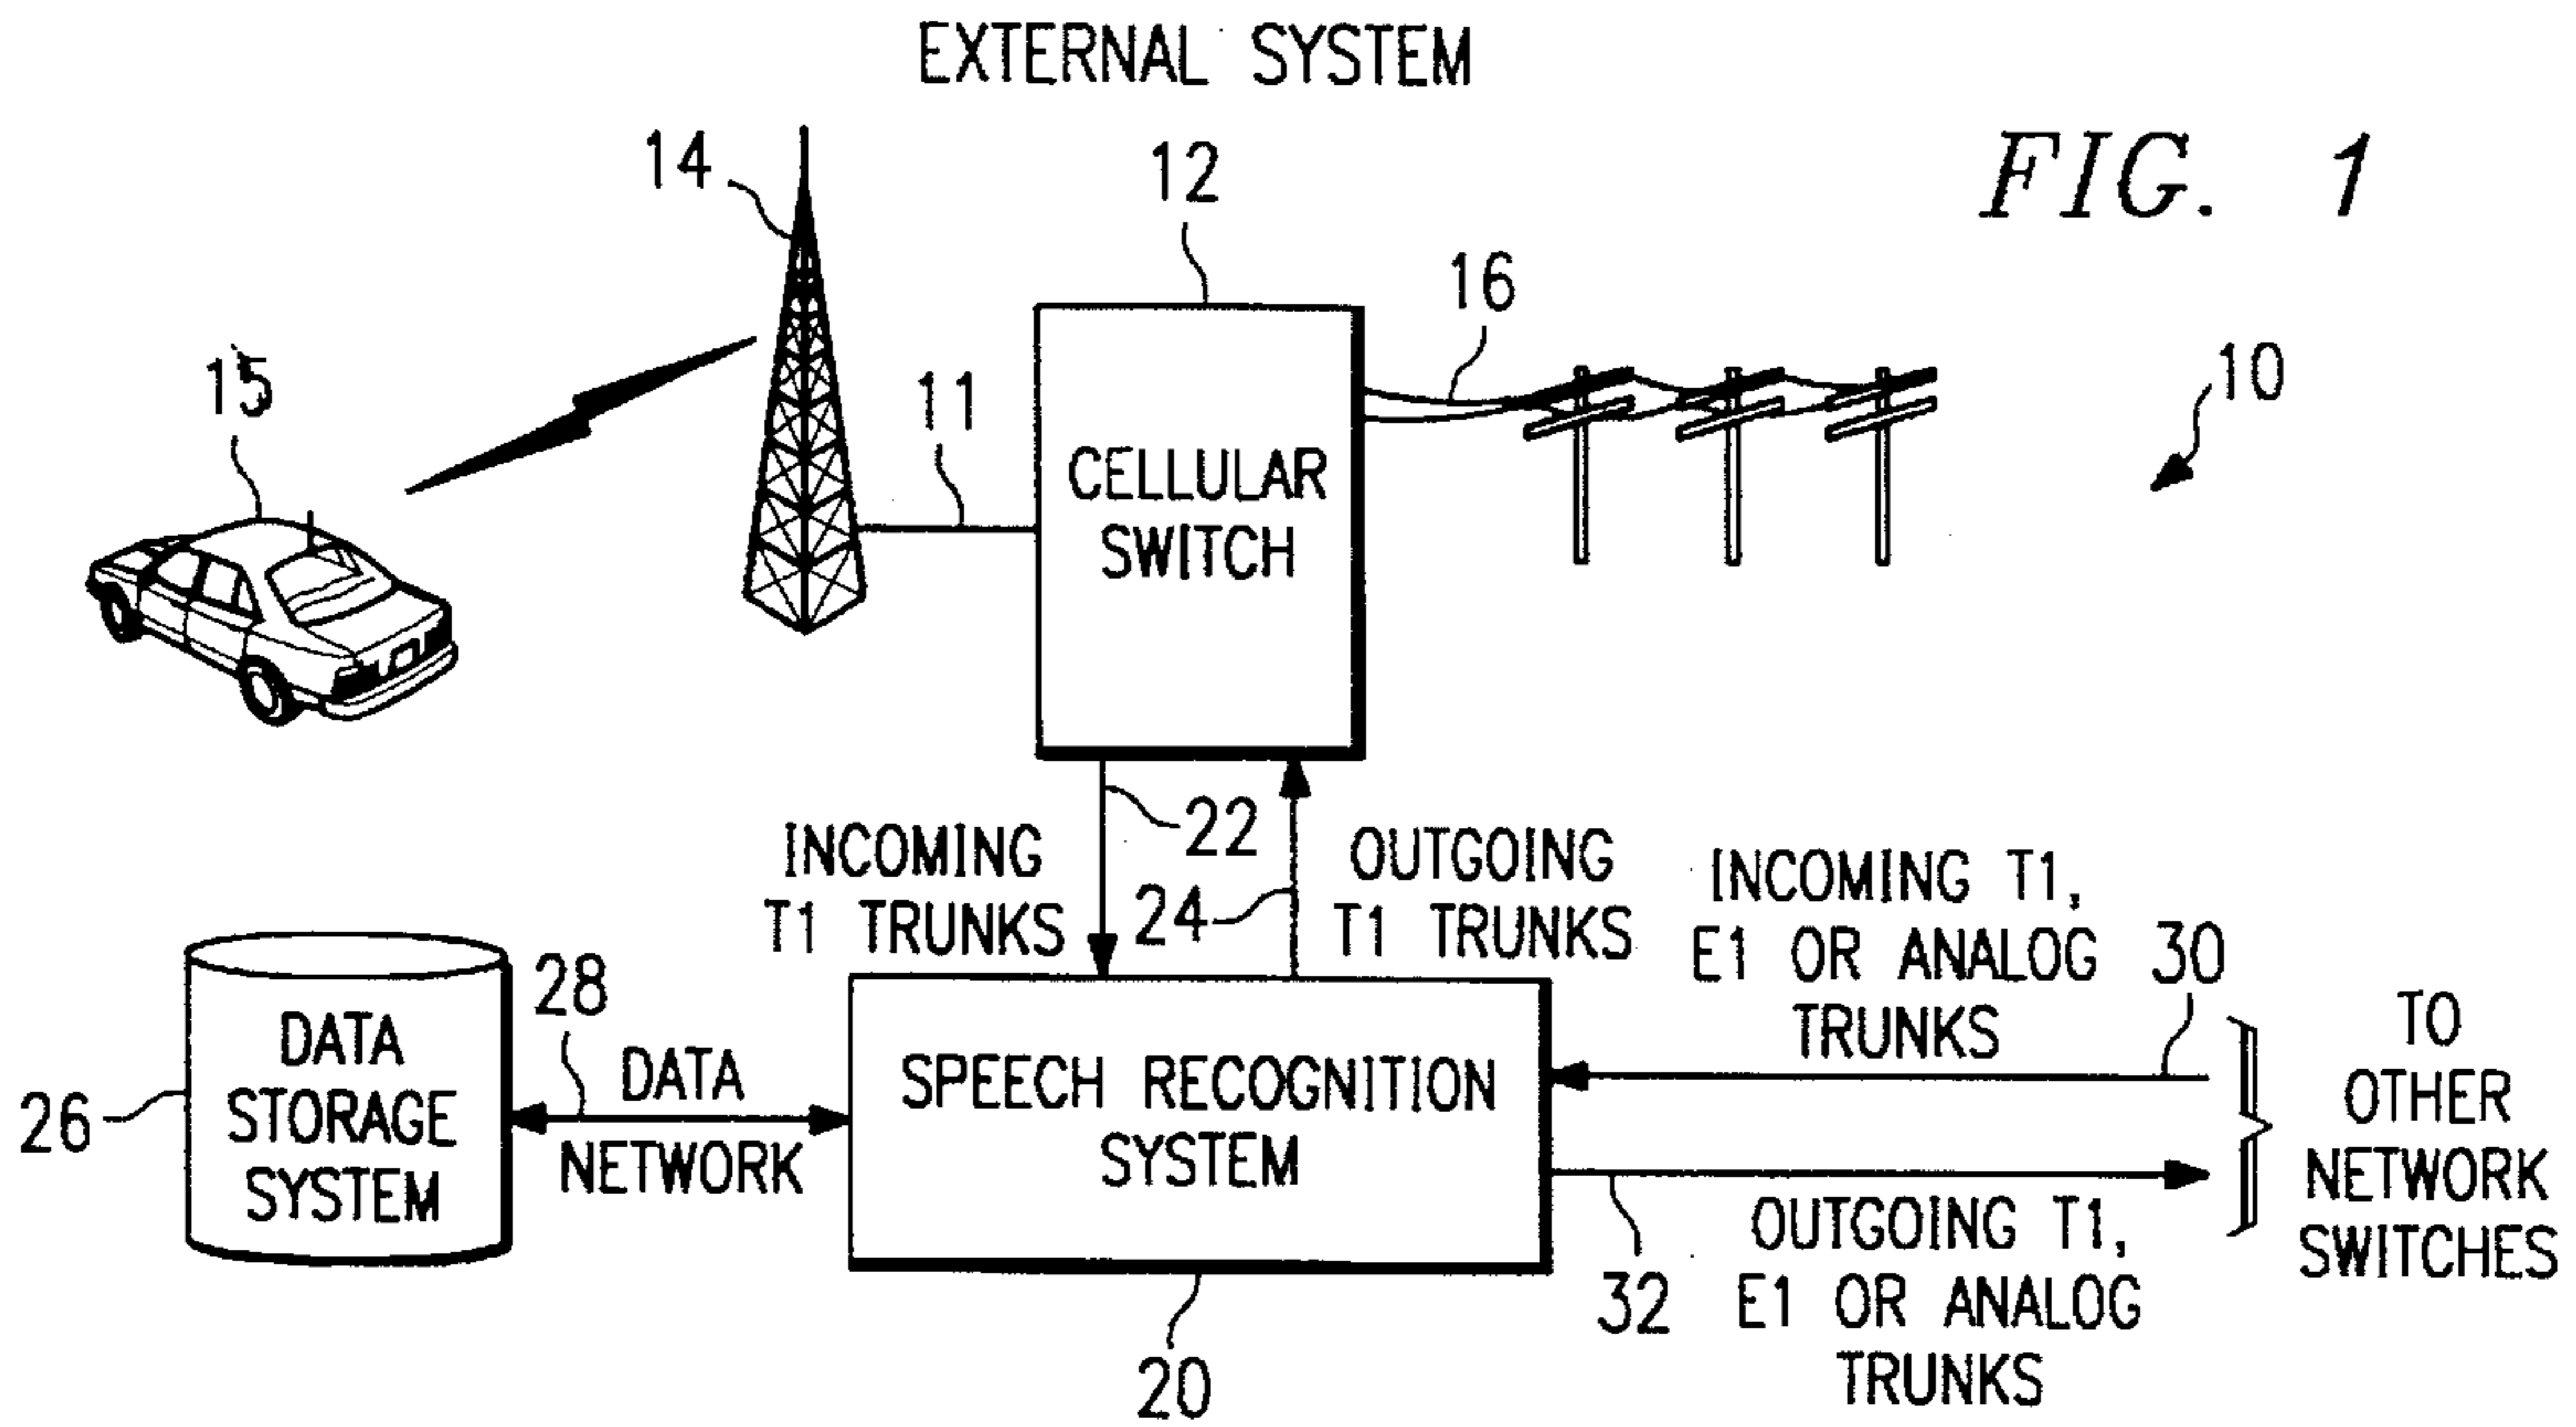 EXTERNAL SYSTEM
FIG. 1
14
12
16
15
11
10
CELLULAR
SWITCH
22
INCOMING
T1 TRUNKS
24
OUTGOING
T1 TRUNKS
INCOMING T1,
E1 OR ANALOG
TRUNKS
30
TO
OTHER
NETWORK
SWITCHES
26
DATA
STORAGE
SYSTEM
28
DATA
NETWORK
SPEECH RECOGNITION
SYSTEM
32
OUTGOING T1,
E1 OR ANALOG
TRUNKS
20